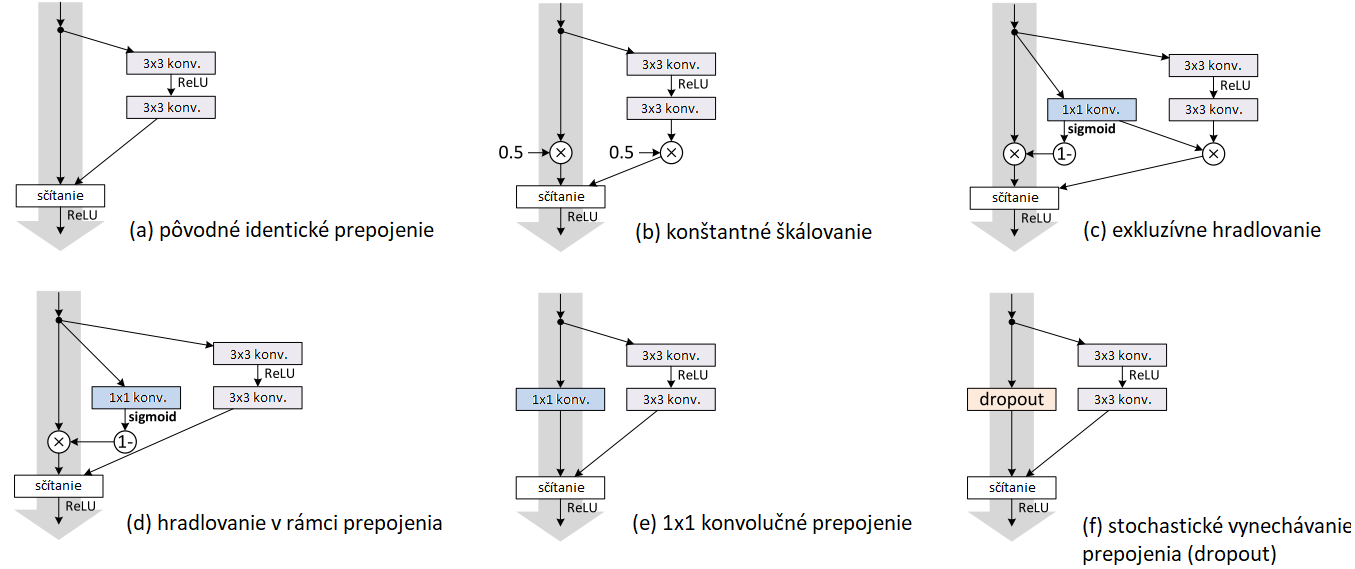 3x3 konv.
ReLU
3x3 konv.
sčítanie
ReLU
(a) pôvodné identické prepojenie
3x3 konv.
ReLU
3x3 konv.
0.5
×
0.5
×
sčítanie
ReLU
(b) konštantné škálovanie
3x3 konv.
ReLU
1x1 konv.
3x3 konv.
sigmoid
×
1-
×
sčítanie
ReLU
(c) exkluzívne hradlovanie
3x3 konv.
ReLU
1x1 konv.
3x3 konv.
sigmoid
×
1-
sčítanie
ReLU
(d) hradlovanie v rámci prepojenia
3x3 konv.
ReLU
1x1 konv.
3x3 konv.
sčítanie
ReLU
(e) 1x1 konvolučné prepojenie
3x3 konv.
ReLU
dropout
3x3 konv.
sčítanie
ReLU
(f) stochastické vynechávanie
prepojenia (dropout)